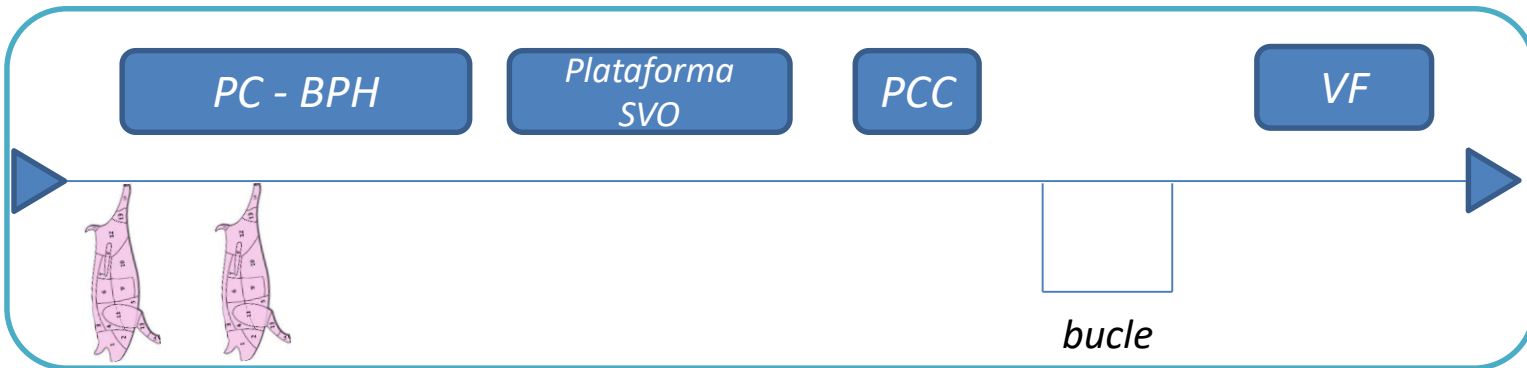 PC - BPH
Plataforma
SVO
PCC
VF
bucle